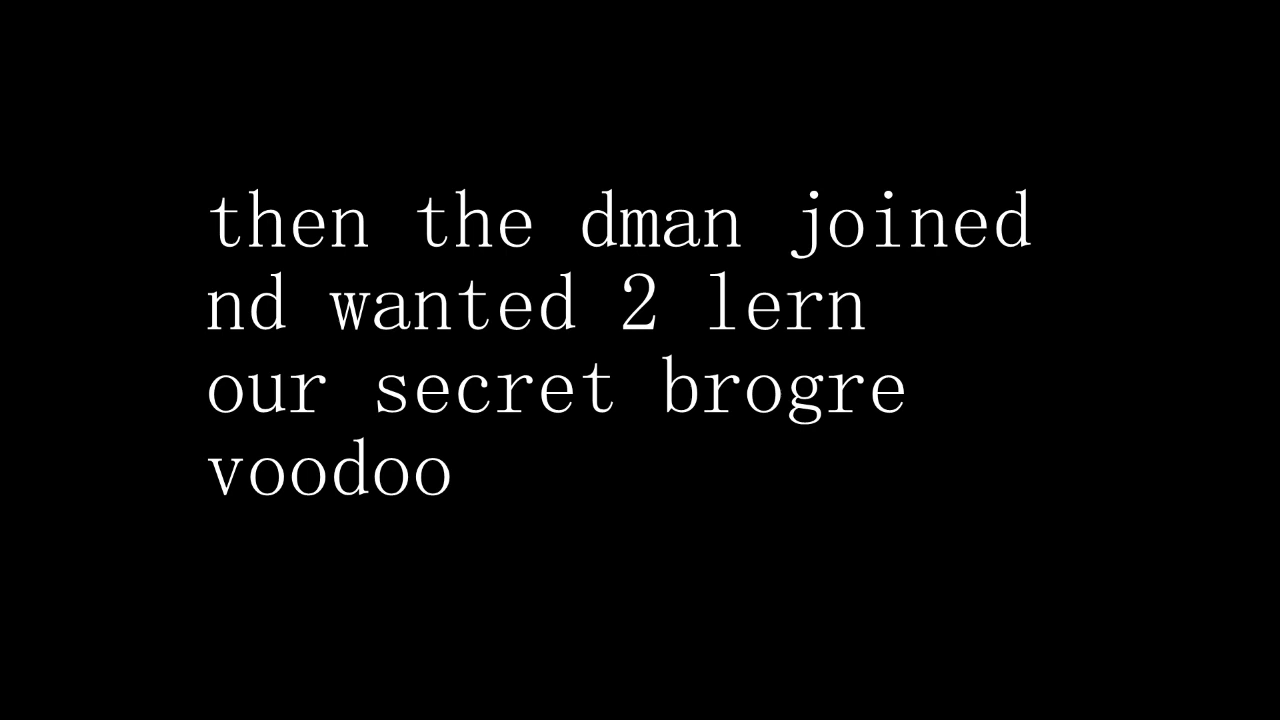 then the dman joined
nd wanted 2 lern
our secret brogre
voodoo